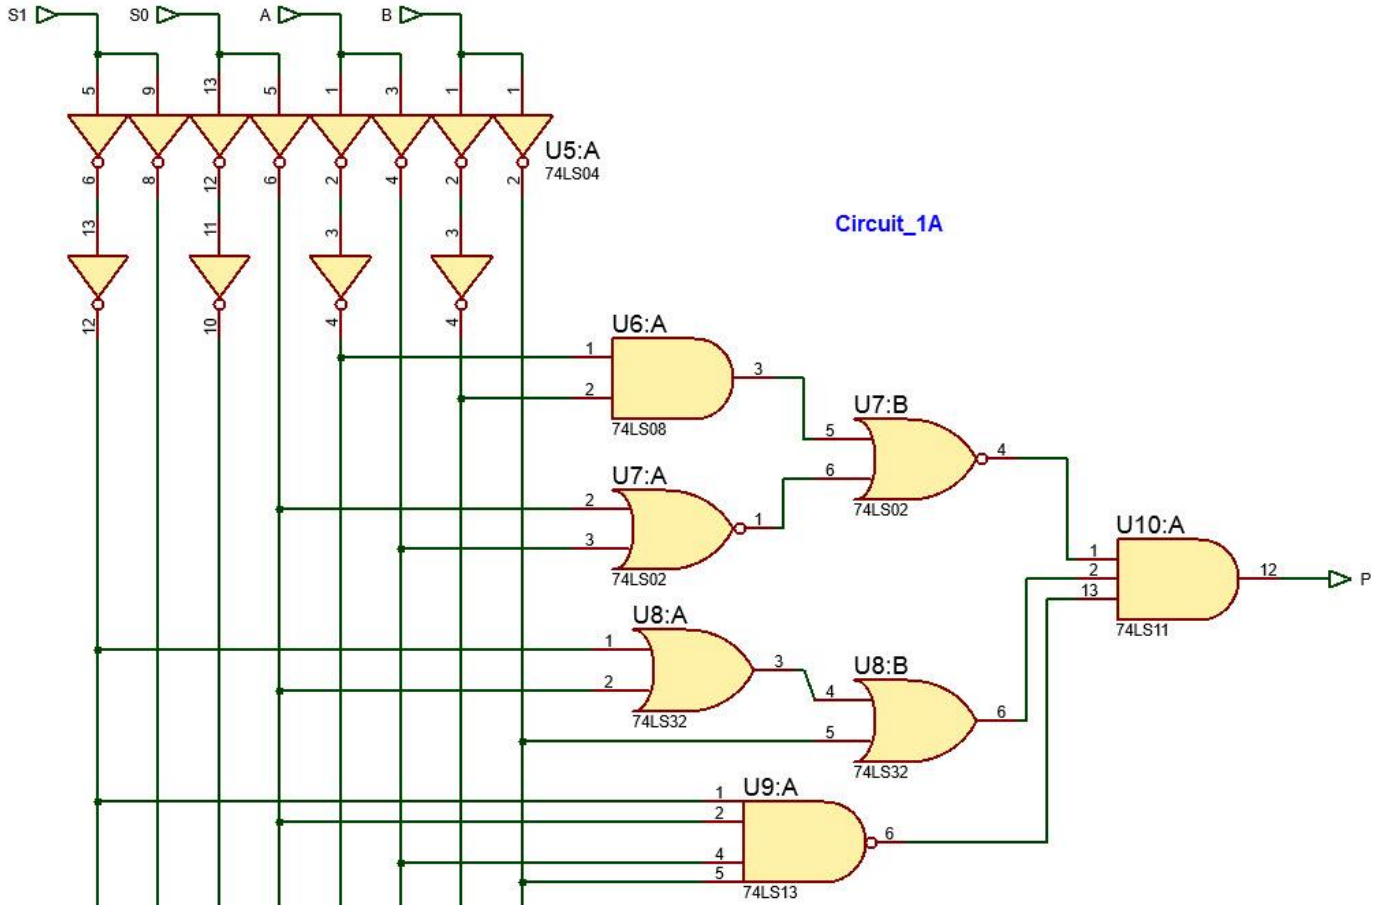 S1 S0 A B
5 9 13 5 1 3 1 1
U5:A
74LS04
6 8 12 6 2 4 2 2
13 11 3 3
Circuit_1A
12 10 4 4
U6:A
1
2
3
74LS08
U7:B
5
6
4
74LS02
U7:A
2
3
1
74LS02
U10:A
1
2
13
12
P
74LS11
U8:A
1
2
3
74LS32
U8:B
4
5
6
74LS32
U9:A
1
2
4
5
6
74LS13